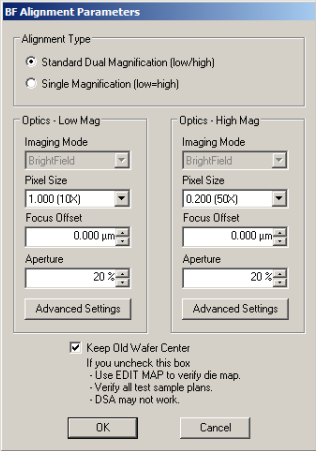 BF Alignment Parameters
Alignment Type
Standard Dual Magnification (low/high)
Single Magnification (low=high)
Optics - Low Mag
Imaging Mode
BrightField
Pixel Size
1.000 (10X)
Focus Offset
0.000 µm
Aperture
20 %
Advanced Settings
Optics - High Mag
Imaging Mode
BrightField
Pixel Size
0.200 (50X)
Focus Offset
0.000 µm
Aperture
20 %
Advanced Settings
Keep Old Wafer Center
If you uncheck this box
- Use EDIT MAP to verify die map.
- Verify all test sample plans.
- DSA may not work.
OK
Cancel